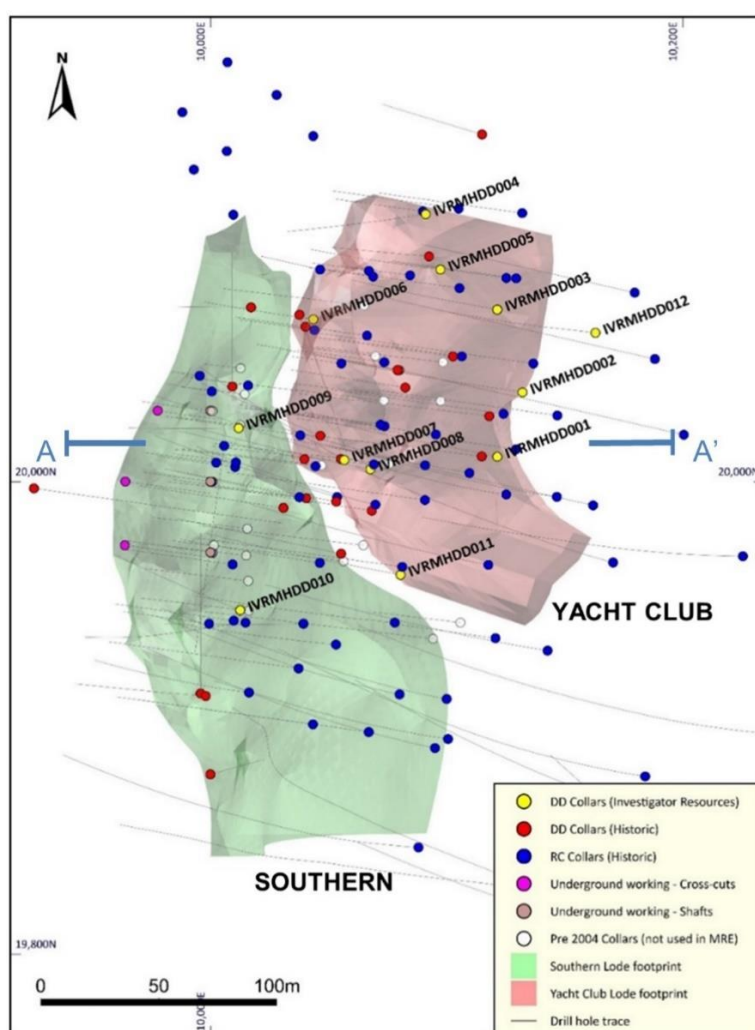 10,000E
10,200E
N
IVRMHDD004
IVRMHDD005
IVRMHDD003
IVRMHDD006
IVRMHDD012
IVRMHDD002
IVRMHDD009
A
A'
IVRMHDD007
IVRMHDD008
IVRMHDD001
20,000N
20,000N
IVRMHDD011
IVRMHDD010
YACHT CLUB
SOUTHERN
19,800N
0 50 100m
10,000E
DD Collars (Investigator Resources)
DD Collars (Historic)
RC Collars (Historic)
Underground working - Cross-cuts
Underground working - Shafts
Pre 2004 Collars (not used in MRE)
Southern Lode footprint
Yacht Club Lode footprint
Drill hole trace